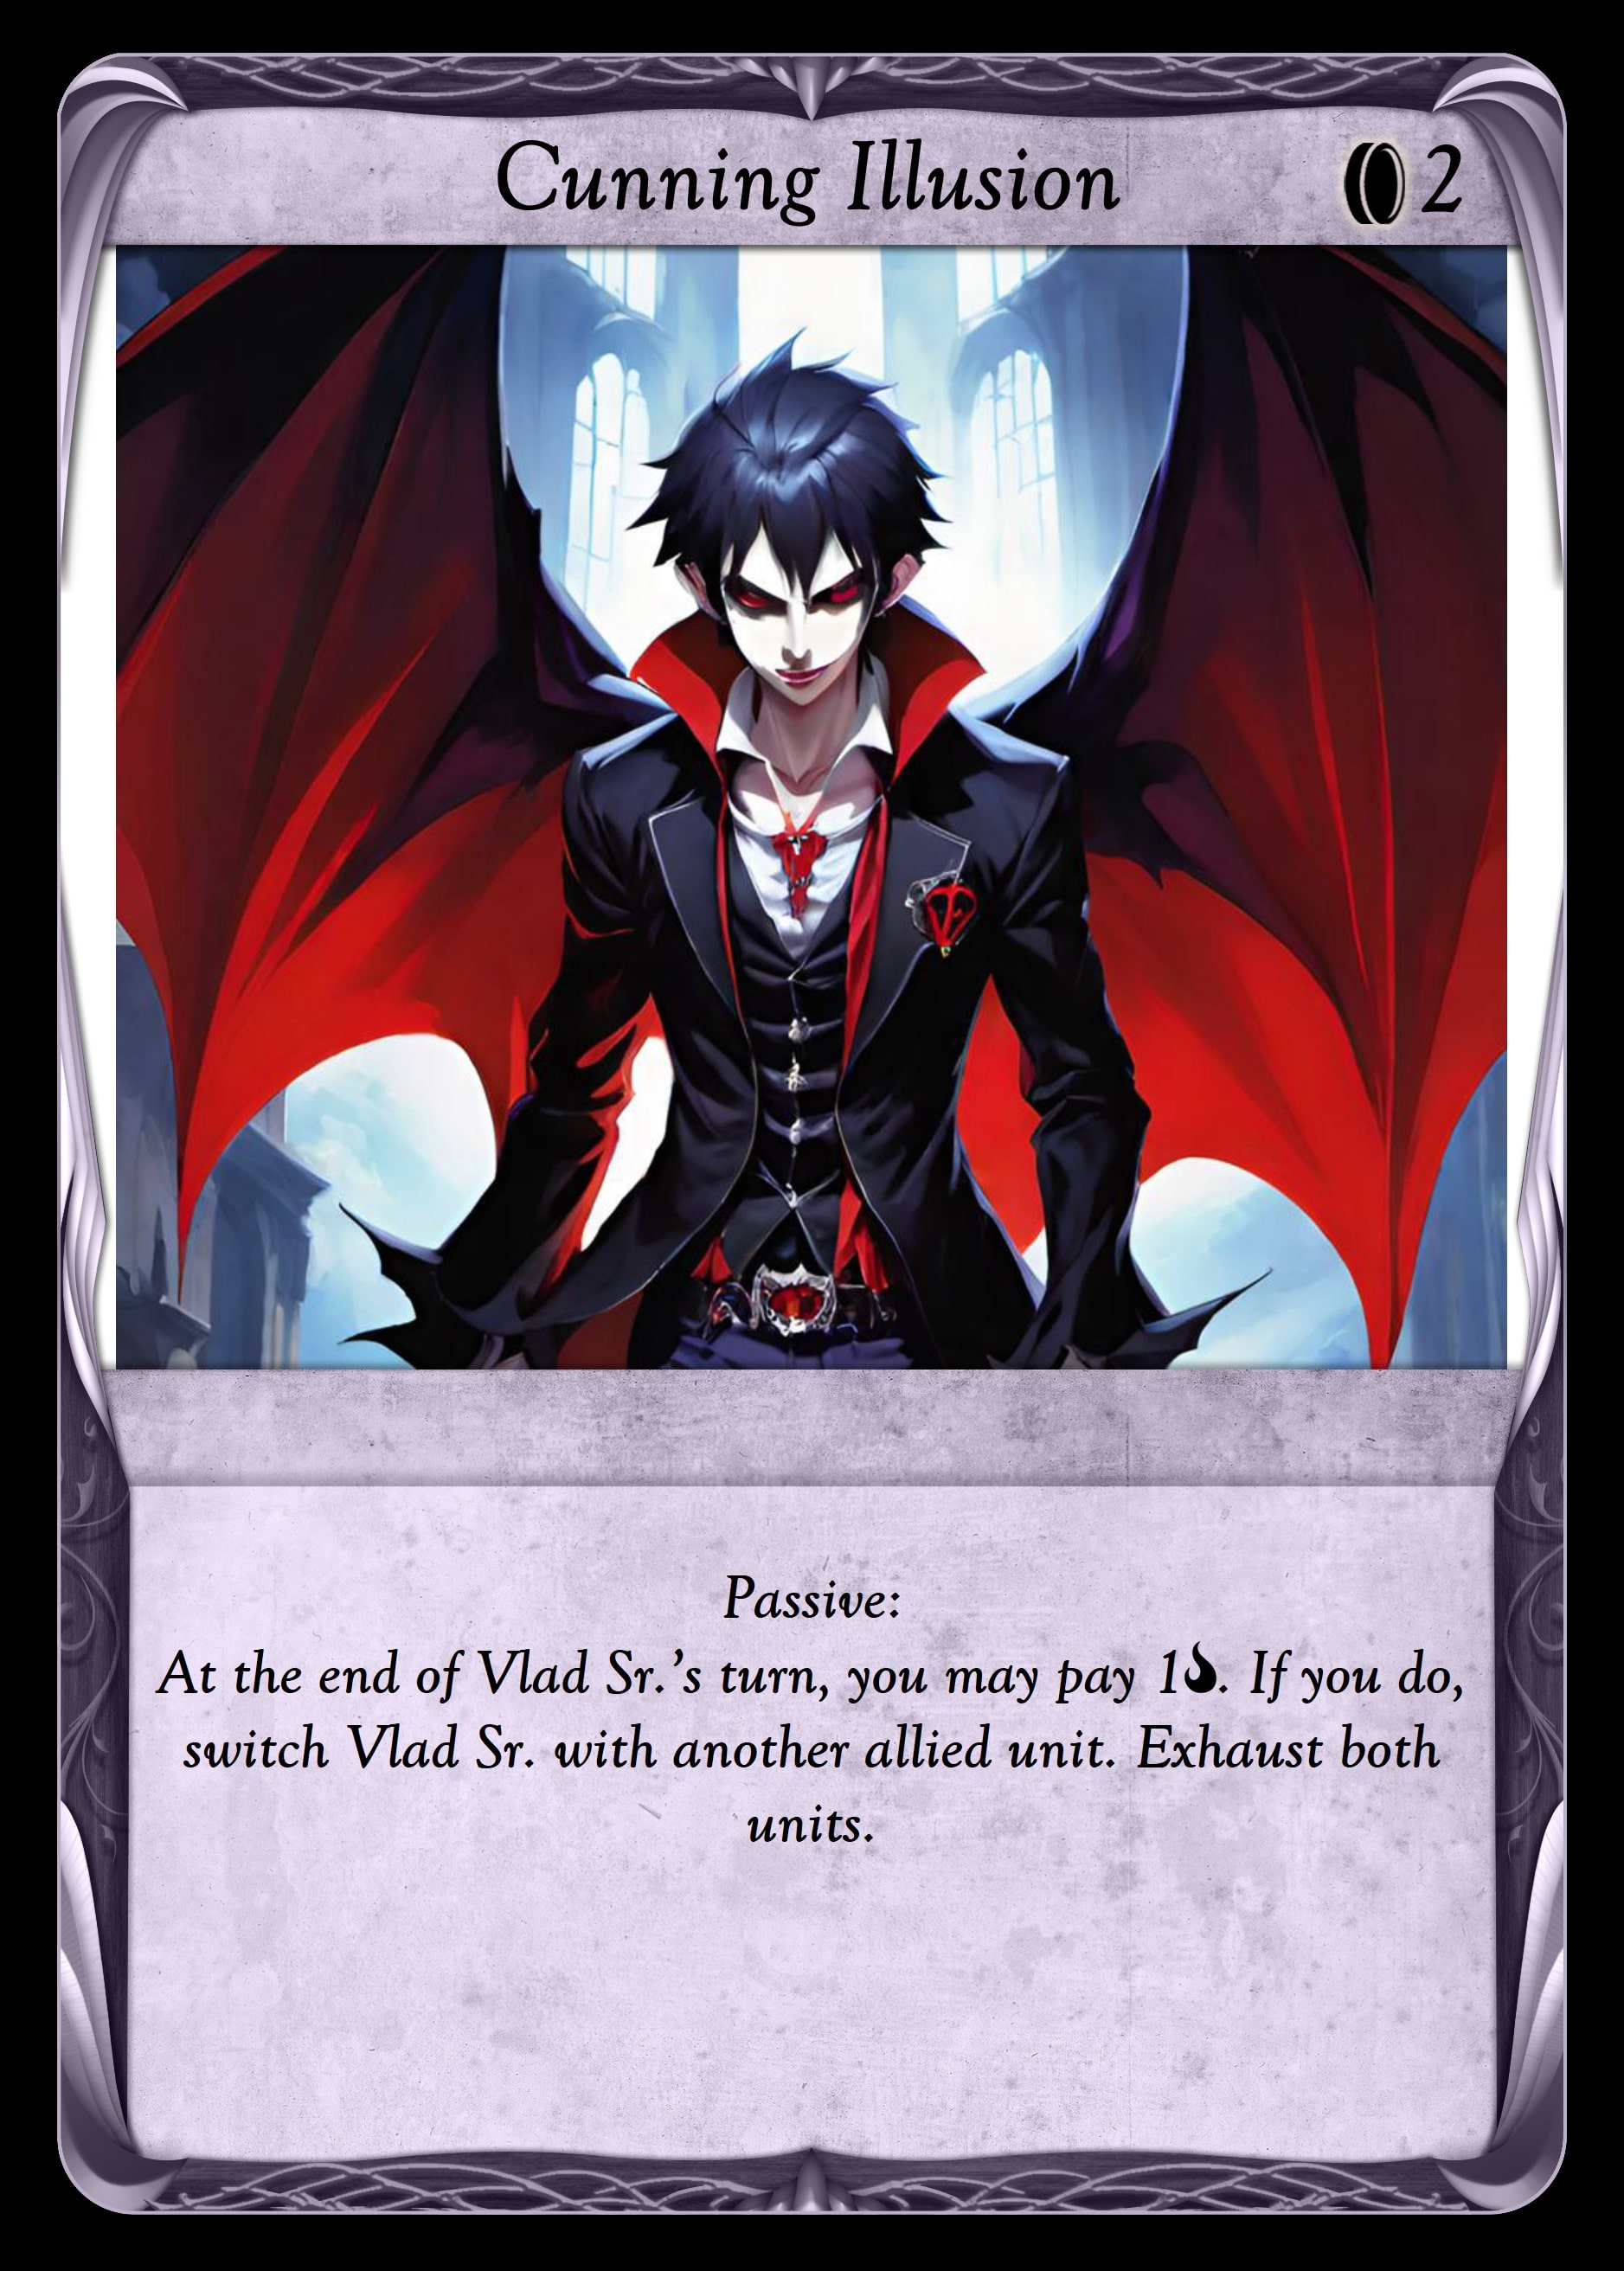 Cunning Illusion 2
Passive:
At the end of Vlad Sr.’s turn, you may pay 1. If you do,
switch Vlad Sr. with another allied unit. Exhaust both
units.